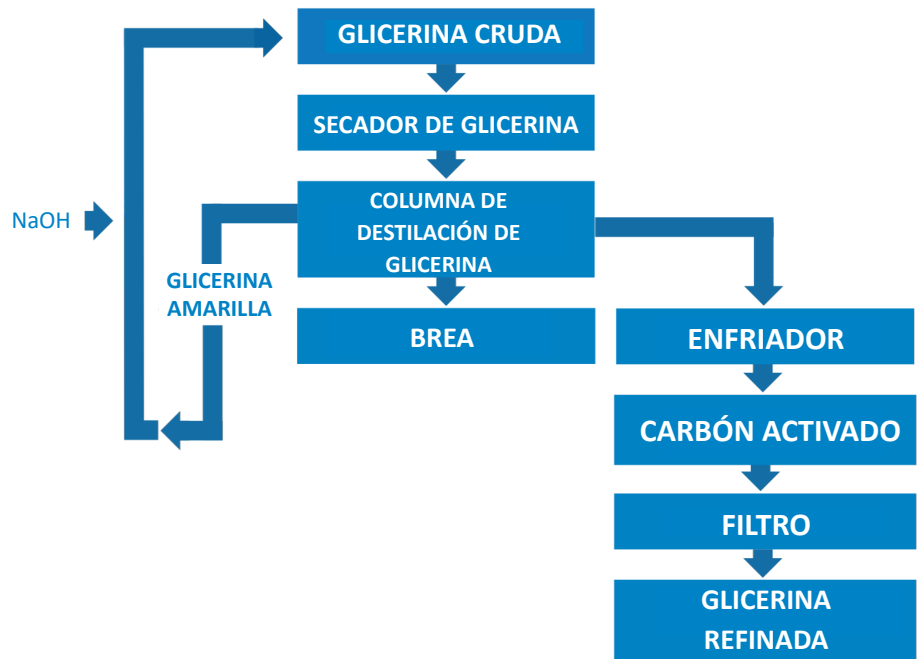 GLICERINA CRUDA
SECADOR DE GLICERINA
COLUMNA DE
DESTILACIÓN DE
GLICERINA
NaOH
GLICERINA
AMARILLA
BREA
ENFRIADOR
CARBÓN ACTIVADO
FILTRO
GLICERINA
REFINADA